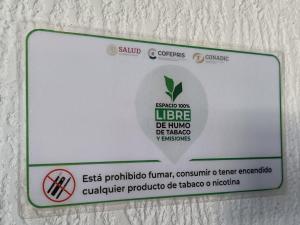 SALUD COFEPRIS CONADIC
ESPACIO 100%
LIBRE
DE HUMO
DE TABACO
Y EMISIONES
Está prohibido fumar, consumir o tener encendido
cualquier producto de tabaco o nicotina